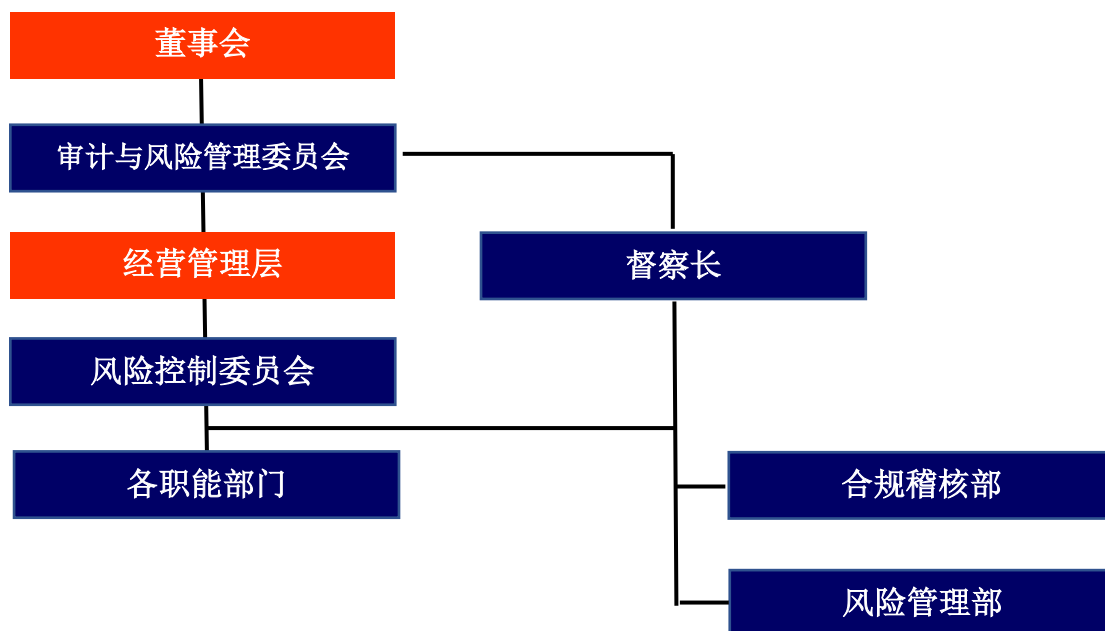 董事会
审计与风险管理委员会
经营管理层
督察长
风险控制委员会
各职能部门
合规稽核部
风险管理部